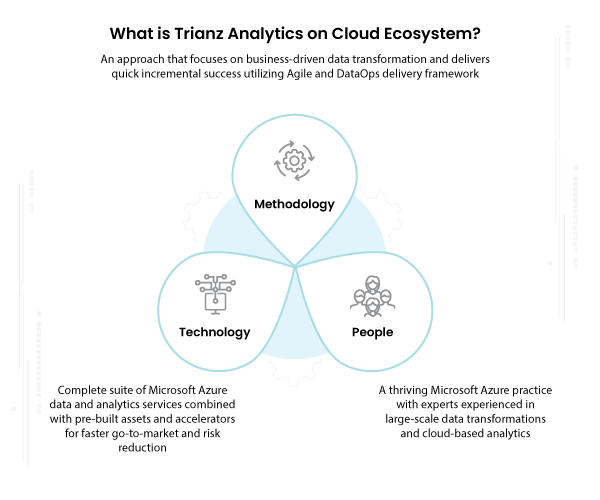 What is Trianz Analytics on Cloud Ecosystem?
An approach that focuses on business-driven data transformation and delivers
quick incremental success utilizing Agile and DataOps delivery framework
Methodology
Technology
People
Complete suite of Microsoft Azure
data and analytics services combined
with pre-built assets and accelerators
for faster go-to-market and risk
reduction
A thriving Microsoft Azure practice
with experts experienced in
large-scale data transformations
and cloud-based analytics